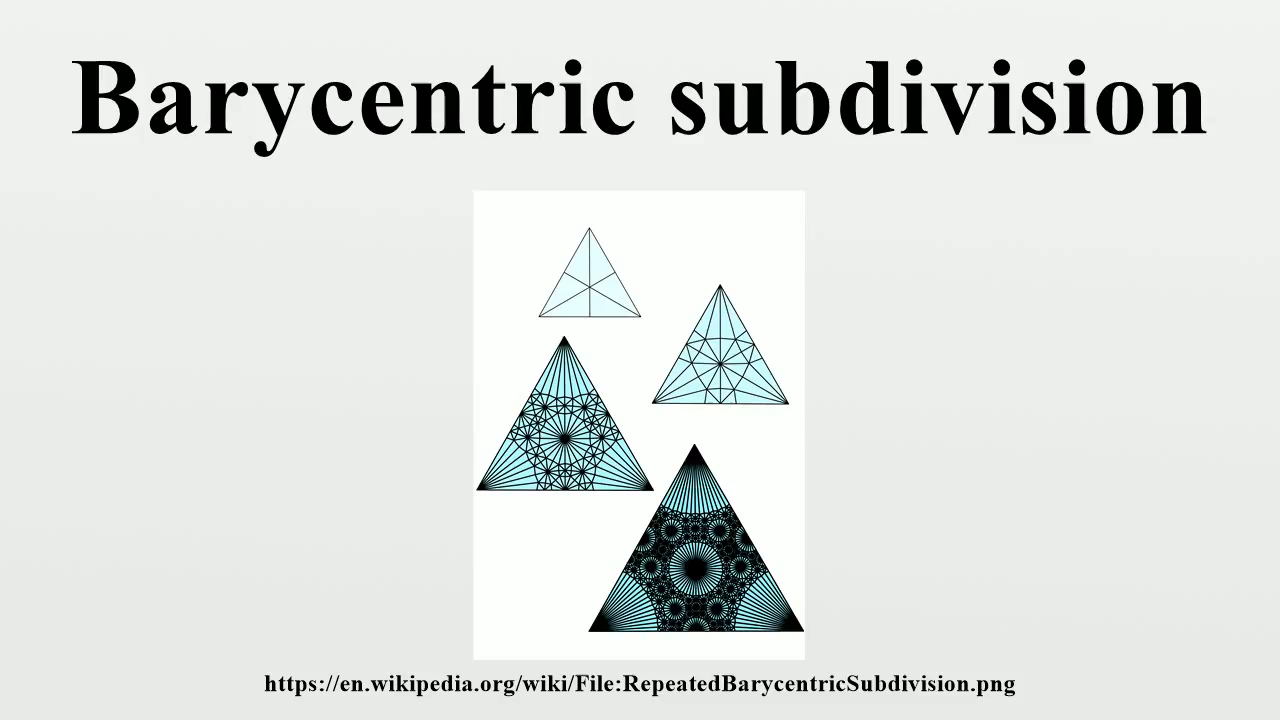 Barycentric subdivision
https://en.wikipedia.org/wiki/File:RepeatedBarycentricSubdivision.png